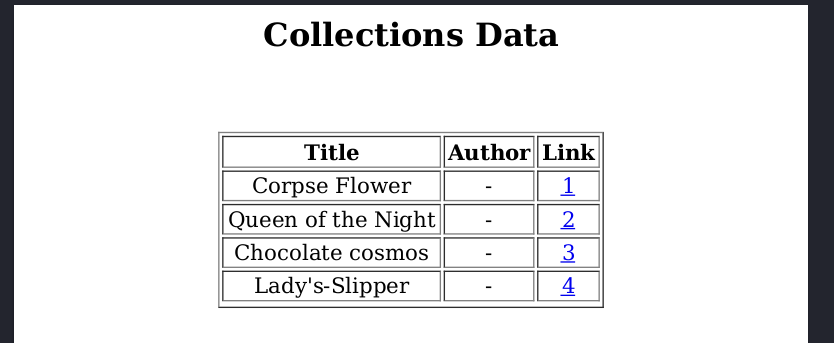 Collections Data
Title Author Link
Corpse Flower - 1
Queen of the Night - 2
Chocolate cosmos - 3
Lady's-Slipper - 4